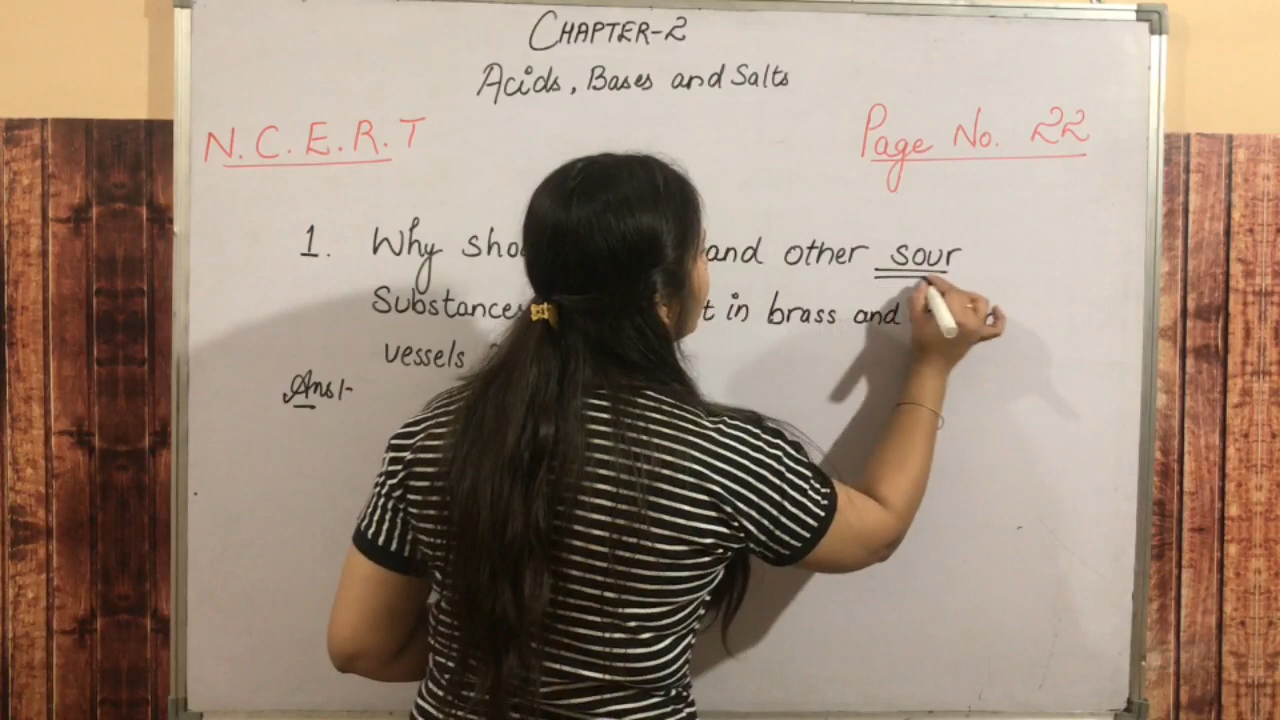 CHAPTER-2
Acids, Bases and Salts
N.C.E.R.T
Page No. 22
1. Why sho and other sour
Substances t in brass and
vessels
Ans:-